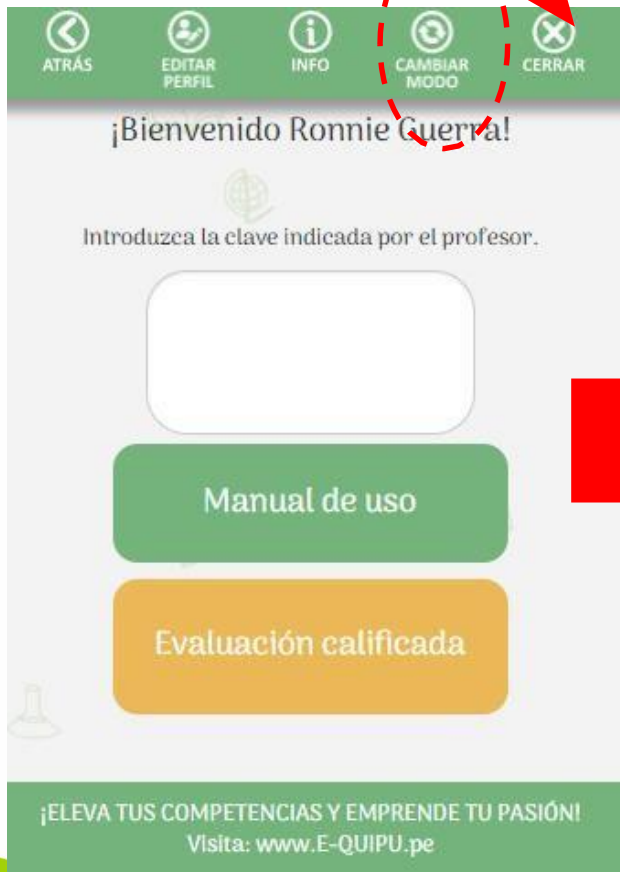 ATRÁS
EDITAR
PERFIL
INFO
CAMBIAR
MODO
CERRAR
¡Bienvenido Ronnie Guerra!
Introduzca la clave indicada por el profesor.
Manual de uso
Evaluación calificada
¡ELEVA TUS COMPETENCIAS Y EMPRENDE TU PASIÓN!
Visita: www.E-QUIPU.pe